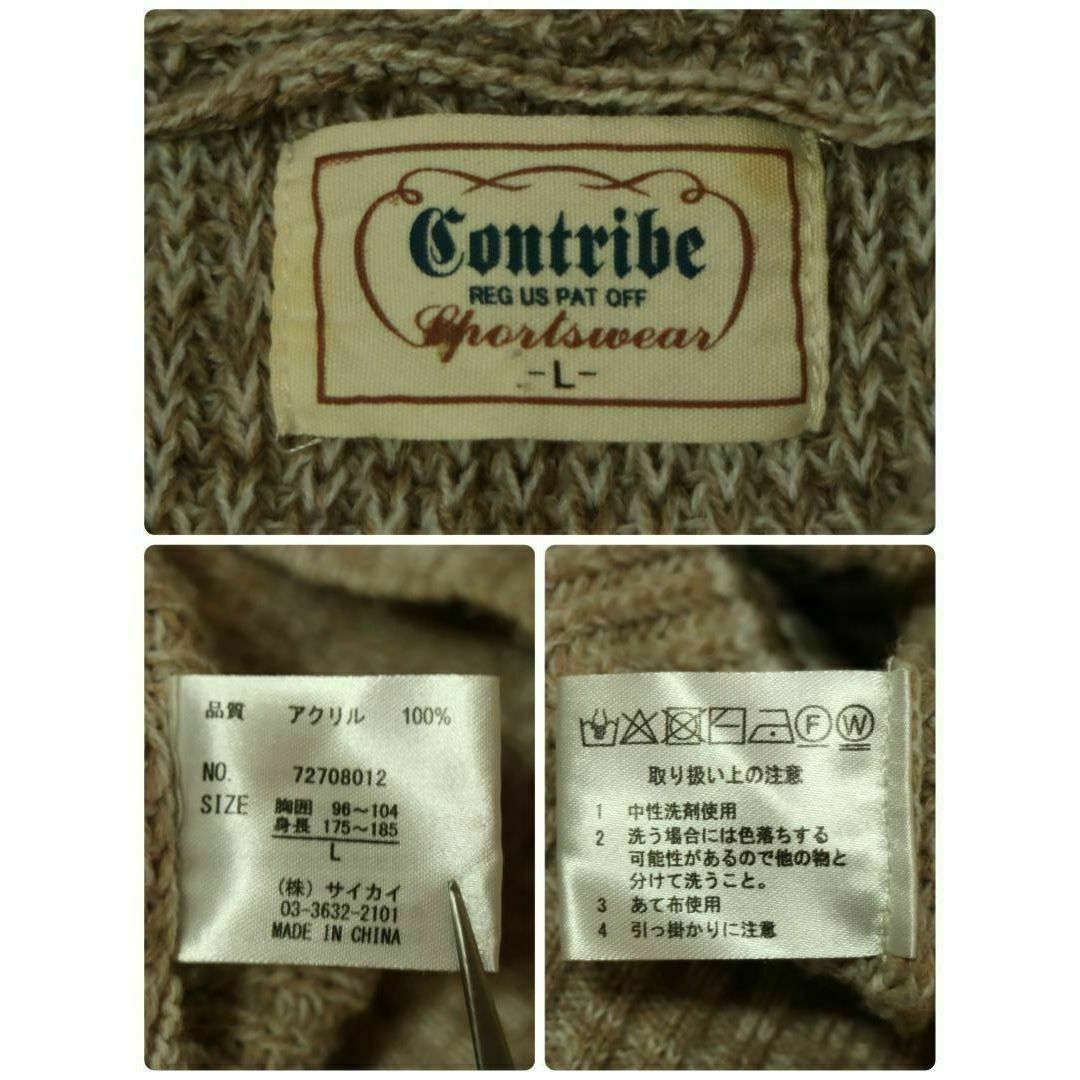 Contribe
REG US PAT OFF
Sportswear
-L-
品質 アクリル 100%
NO. 72708012
SIZE 胸囲 96～104
身長 175～185
L
(株) サイカイ
03-3632-2101
MADE IN CHINA
F W
取り扱い上の注意
1 中性洗剤使用
2 洗う場合には色落ちする
可能性があるので他の物と
分けて洗うこと。
3 あて布使用
4 引っ掛かりに注意